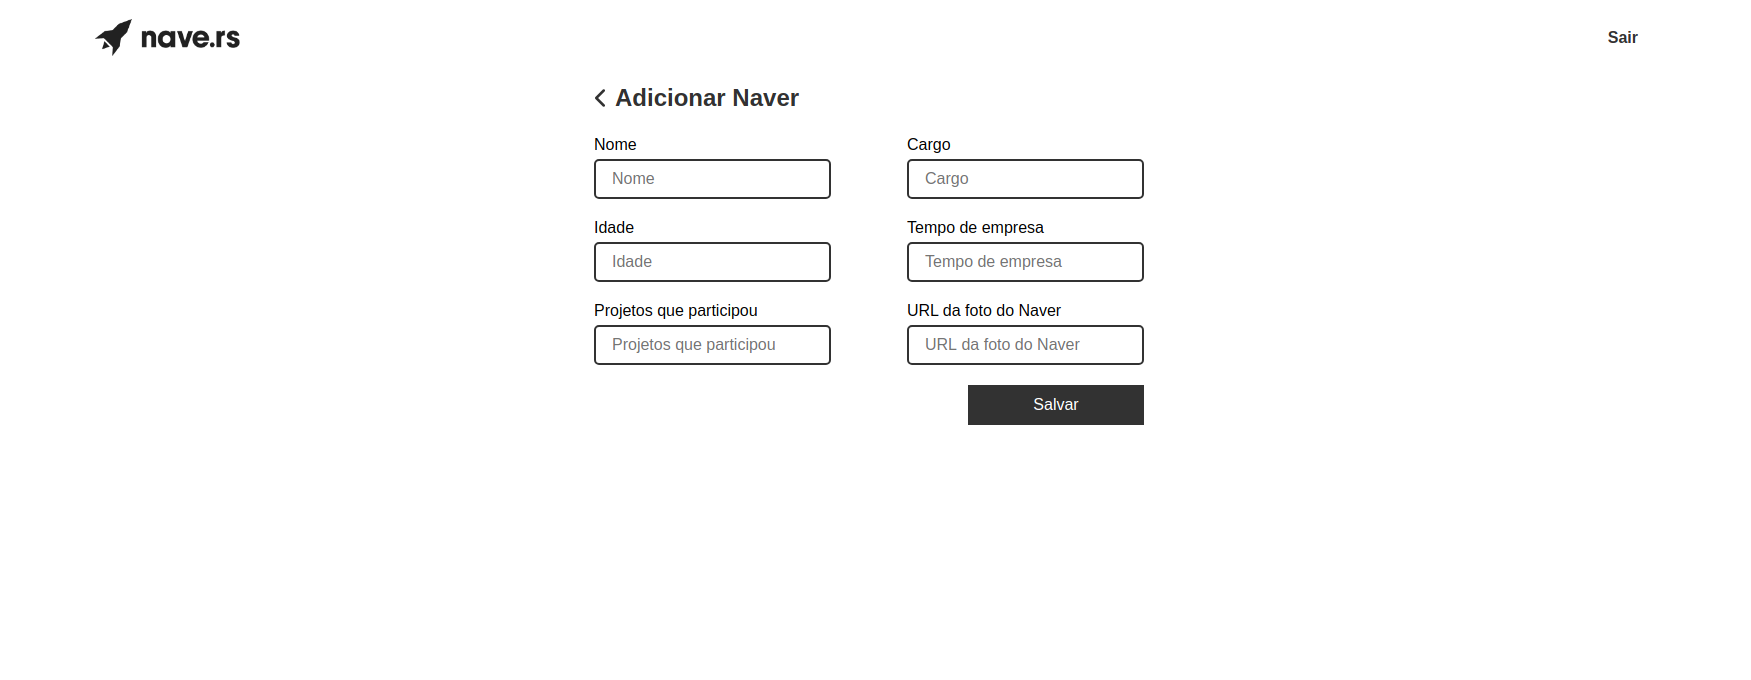 nave.rs
Sair
Adicionar Naver
Nome
Cargo
Nome
Cargo
Idade
Tempo de empresa
Idade
Tempo de empresa
Projetos que participou
URL da foto do Naver
Projetos que participou
URL da foto do Naver
Salvar